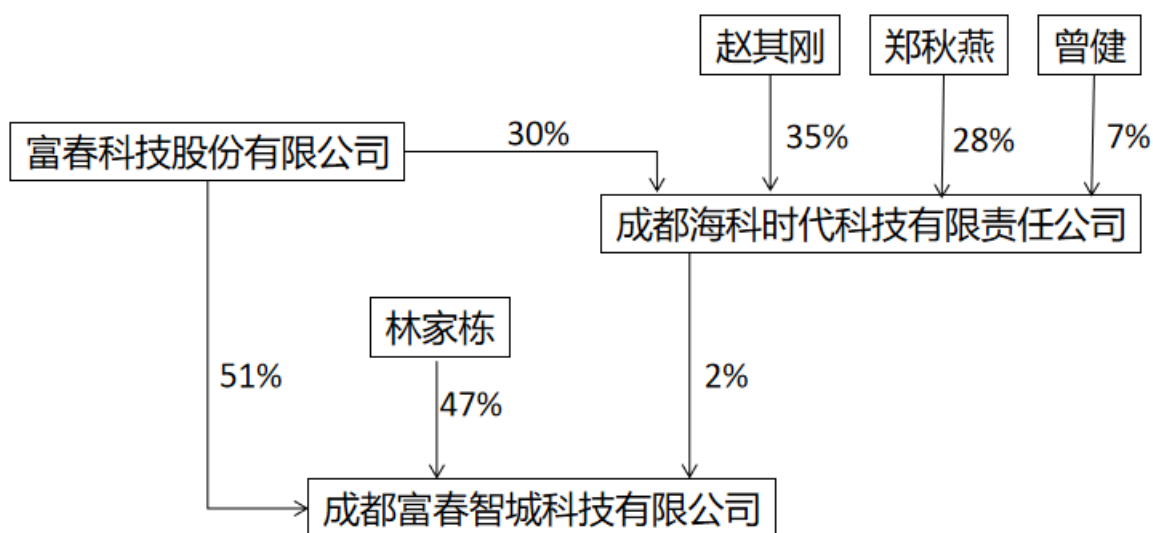 赵其刚
郑秋燕
曾健
富春科技股份有限公司
30%
35%
28%
7%
成都海科时代科技有限责任公司
林家栋
51%
47%
2%
成都富春智城科技有限公司